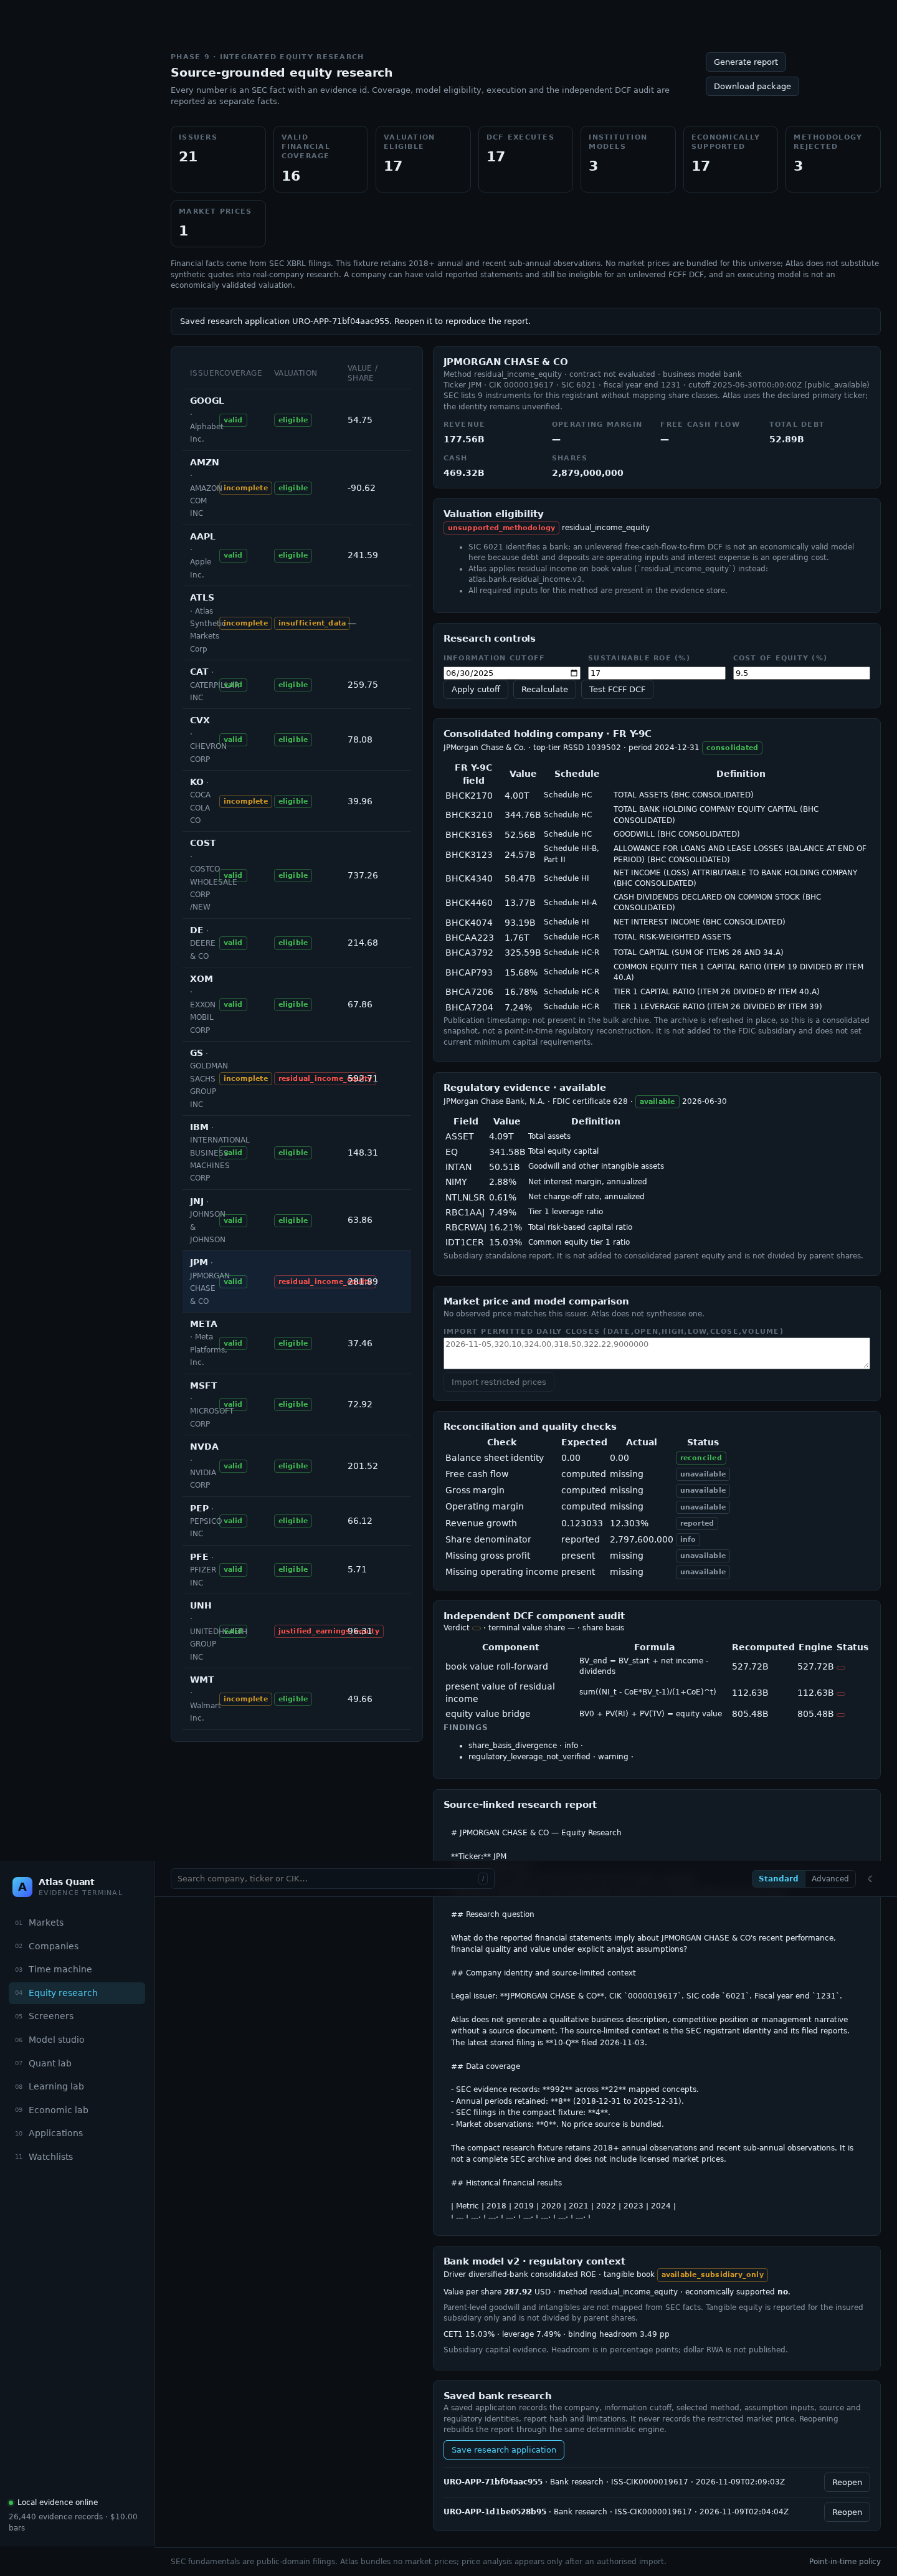 PHASE 9 · INTEGRATED EQUITY RESEARCH
Source-grounded equity research
Every number is an SEC fact with an evidence id. Coverage, model eligibility, execution and the independent DCF audit are
reported as separate facts.
Generate report
Download package
ISSUERS
21
VALID
FINANCIAL
COVERAGE
16
VALUATION
ELIGIBLE
17
DCF EXECUTES
17
INSTITUTION
MODELS
3
ECONOMICALLY
SUPPORTED
17
METHODOLOGY
REJECTED
3
MARKET PRICES
1
Financial facts come from SEC XBRL filings. This fixture retains 2018+ annual and recent sub-annual observations. No market prices are bundled for this universe; Atlas does not substitute
synthetic quotes into real-company research. A company can have valid reported statements and still be ineligible for an unlevered FCFF DCF, and an executing model is not an
economically validated valuation.
Saved research application URO-APP-71bf04aac955. Reopen it to reproduce the report.
ISSUER COVERAGE VALUATION VALUE / SHARE
GOOGL · Alphabet Inc. valid eligible 54.75
AMZN · AMAZON COM INC incomplete eligible -90.62
AAPL · Apple Inc. valid eligible 241.59
ATLS · Atlas Synthetic Markets Corp incomplete insufficient_data —
CAT · CATERPILLAR INC valid eligible 259.75
CVX · CHEVRON CORP valid eligible 78.08
KO · COCA COLA CO incomplete eligible 39.96
COST · COSTCO WHOLESALE CORP /NEW valid eligible 737.26
DE · DEERE & CO valid eligible 214.68
XOM · EXXON MOBIL CORP valid eligible 67.86
GS · GOLDMAN SACHS GROUP INC incomplete residual_income_equity 592.71
IBM · INTERNATIONAL BUSINESS MACHINES CORP valid eligible 148.31
JNJ · JOHNSON & JOHNSON valid eligible 63.86
JPM · JPMORGAN CHASE & CO valid residual_income_equity 281.89
META · Meta Platforms, Inc. valid eligible 37.46
MSFT · MICROSOFT CORP valid eligible 72.92
NVDA · NVIDIA CORP valid eligible 201.52
PEP · PEPSICO INC valid eligible 66.12
PFE · PFIZER INC valid eligible 5.71
UNH · UNITEDHEALTH GROUP INC valid justified_earnings_equity 96.31
WMT · Walmart Inc. incomplete eligible 49.66
JPMORGAN CHASE & CO
Method residual_income_equity · contract not evaluated · business model bank
Ticker JPM · CIK 0000019617 · SIC 6021 · fiscal year end 1231 · cutoff 2025-06-30T00:00:00Z (public_available)
SEC lists 9 instruments for this registrant without mapping share classes. Atlas uses the declared primary ticker;
the identity remains unverified.
REVENUE OPERATING MARGIN FREE CASH FLOW TOTAL DEBT
177.56B — — 52.89B
CASH SHARES
469.32B 2,879,000,000
Valuation eligibility
unsupported_methodology residual_income_equity
• SIC 6021 identifies a bank; an unlevered free-cash-flow-to-firm DCF is not an economically valid model
here because debt and deposits are operating inputs and interest expense is an operating cost.
• Atlas applies residual income on book value (`residual_income_equity`) instead:
atlas.bank.residual_income.v3.
• All required inputs for this method are present in the evidence store.
Research controls
INFORMATION CUTOFF SUSTAINABLE ROE (%) COST OF EQUITY (%)
06/30/2025 17 9.5
Apply cutoff Recalculate Test FCFF DCF
Consolidated holding company · FR Y-9C
JPMorgan Chase & Co. · top-tier RSSD 1039502 · period 2024-12-31 consolidated
FR Y-9C field Value Schedule Definition
BHCK2170 4.00T Schedule HC TOTAL ASSETS (BHC CONSOLIDATED)
BHCK3210 344.76B Schedule HC TOTAL BANK HOLDING COMPANY EQUITY CAPITAL (BHC CONSOLIDATED)
BHCK3163 52.56B Schedule HC GOODWILL (BHC CONSOLIDATED)
BHCK3123 24.57B Schedule HI-B, Part II ALLOWANCE FOR LOANS AND LEASE LOSSES (BALANCE AT END OF PERIOD) (BHC CONSOLIDATED)
BHCK4340 58.47B Schedule HI NET INCOME (LOSS) ATTRIBUTABLE TO BANK HOLDING COMPANY (BHC CONSOLIDATED)
BHCK4460 13.77B Schedule HI-A CASH DIVIDENDS DECLARED ON COMMON STOCK (BHC CONSOLIDATED)
BHCK4074 93.19B Schedule HI NET INTEREST INCOME (BHC CONSOLIDATED)
BHCAA223 1.76T Schedule HC-R TOTAL RISK-WEIGHTED ASSETS
BHCA3792 325.59B Schedule HC-R TOTAL CAPITAL (SUM OF ITEMS 26 AND 34.A)
BHCAP793 15.68% Schedule HC-R COMMON EQUITY TIER 1 CAPITAL RATIO (ITEM 19 DIVIDED BY ITEM 40.A)
BHCA7206 16.78% Schedule HC-R TIER 1 CAPITAL RATIO (ITEM 26 DIVIDED BY ITEM 40.A)
BHCA7204 7.24% Schedule HC-R TIER 1 LEVERAGE RATIO (ITEM 26 DIVIDED BY ITEM 39)
Publication timestamp: not present in the bulk archive. The archive is refreshed in place, so this is a consolidated
snapshot, not a point-in-time regulatory reconstruction. It is not added to the FDIC subsidiary and does not set
current minimum capital requirements.
Regulatory evidence · available
JPMorgan Chase Bank, N.A. · FDIC certificate 628 · available 2026-06-30
Field Value Definition
ASSET 4.09T Total assets
EQ 341.58B Total equity capital
INTAN 50.51B Goodwill and other intangible assets
NIMY 2.88% Net interest margin, annualized
NTLNLSR 0.61% Net charge-off rate, annualized
RBC1AAJ 7.49% Tier 1 leverage ratio
RBCRWAJ 16.21% Total risk-based capital ratio
IDT1CER 15.03% Common equity tier 1 ratio
Subsidiary standalone report. It is not added to consolidated parent equity and is not divided by parent shares.
Market price and model comparison
No observed price matches this issuer. Atlas does not synthesise one.
IMPORT PERMITTED DAILY CLOSES (DATE,OPEN,HIGH,LOW,CLOSE,VOLUME)
2026-11-05,320.10,324.00,318.50,322.22,9000000
Import restricted prices
Reconciliation and quality checks
Check Expected Actual Status
Balance sheet identity 0.00 0.00 reconciled
Free cash flow computed missing unavailable
Gross margin computed missing unavailable
Operating margin computed missing unavailable
Revenue growth 0.123033 12.303% reported
Share denominator reported 2,797,600,000 info
Missing gross profit present missing unavailable
Missing operating income present missing unavailable
Independent DCF component audit
Verdict · terminal value share — · share basis
Component Formula Recomputed Engine Status
book value roll-forward BV_end = BV_start + net income - dividends 527.72B 527.72B
present value of residual income sum((NI_t - CoE*BV_t-1)/(1+CoE)^t) 112.63B 112.63B
equity value bridge BV0 + PV(RI) + PV(TV) = equity value 805.48B 805.48B
FINDINGS
• share_basis_divergence · info ·
• regulatory_leverage_not_verified · warning ·
Source-linked research report
# JPMORGAN CHASE & CO — Equity Research
**Ticker:** JPM
A
Atlas Quant
EVIDENCE TERMINAL
Search company, ticker or CIK… /
Standard Advanced ☾
01 Markets
02 Companies
03 Time machine
04 Equity research
05 Screeners
06 Model studio
07 Quant lab
08 Learning lab
09 Economic lab
10 Applications
11 Watchlists
## Research question
What do the reported financial statements imply about JPMORGAN CHASE & CO's recent performance,
financial quality and value under explicit analyst assumptions?
## Company identity and source-limited context
Legal issuer: **JPMORGAN CHASE & CO**. CIK `0000019617`. SIC code `6021`. Fiscal year end `1231`.
Atlas does not generate a qualitative business description, competitive position or management narrative
without a source document. The source-limited context is the SEC registrant identity and its filed reports.
The latest stored filing is **10-Q** filed 2026-11-03.
## Data coverage
- SEC evidence records: **992** across **22** mapped concepts.
- Annual periods retained: **8** (2018-12-31 to 2025-12-31).
- SEC filings in the compact fixture: **4**.
- Market observations: **0**. No price source is bundled.
The compact research fixture retains 2018+ annual observations and recent sub-annual observations. It is
not a complete SEC archive and does not include licensed market prices.
## Historical financial results
| Metric | 2018 | 2019 | 2020 | 2021 | 2022 | 2023 | 2024 |
| --- | ---: | ---: | ---: | ---: | ---: | ---: | ---: |
Bank model v2 · regulatory context
Driver diversified-bank consolidated ROE · tangible book available_subsidiary_only
Value per share 287.92 USD · method residual_income_equity · economically supported no.
Parent-level goodwill and intangibles are not mapped from SEC facts. Tangible equity is reported for the insured
subsidiary only and is not divided by parent shares.
CET1 15.03% · leverage 7.49% · binding headroom 3.49 pp
Subsidiary capital evidence. Headroom is in percentage points; dollar RWA is not published.
Saved bank research
A saved application records the company, information cutoff, selected method, assumption inputs, source and
regulatory identities, report hash and limitations. It never records the restricted market price. Reopening
rebuilds the report through the same deterministic engine.
Save research application
URO-APP-71bf04aac955 · Bank research · ISS-CIK0000019617 · 2026-11-09T02:09:03Z Reopen
URO-APP-1d1be0528b95 · Bank research · ISS-CIK0000019617 · 2026-11-09T02:04:04Z Reopen
Local evidence online
26,440 evidence records · $10.00
bars
SEC fundamentals are public-domain filings. Atlas bundles no market prices; price analysis appears only after an authorised import.
Point-in-time policy